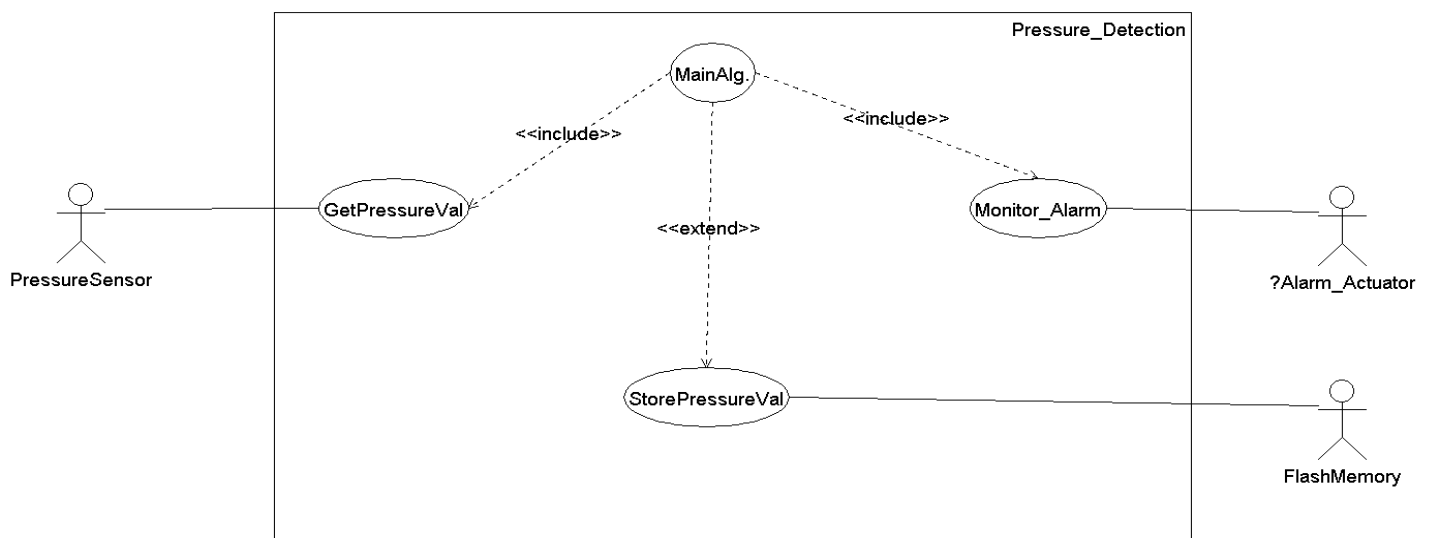 Pressure_Detection
MainAlg.
<<include>>
<<include>>
GetPressureVal
Monitor_Alarm
<<extend>>
PressureSensor
?Alarm_Actuator
StorePressureVal
FlashMemory